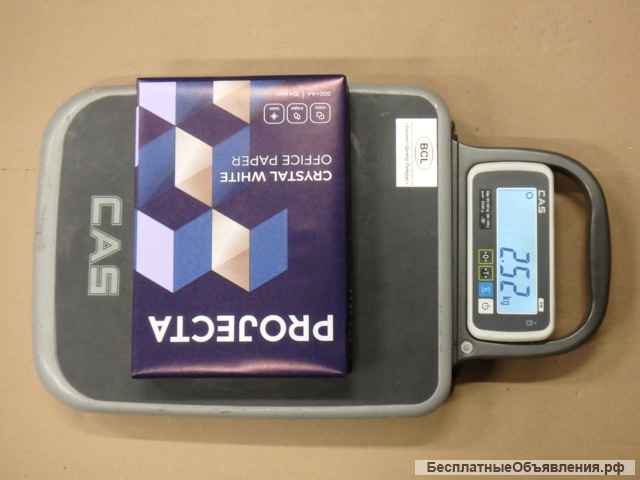 PROJECTA
CRYSTAL WHITE
OFFICE PAPER
CAS
BCL
CAS
2.52 kg
БесплатныеОбъявления.рф